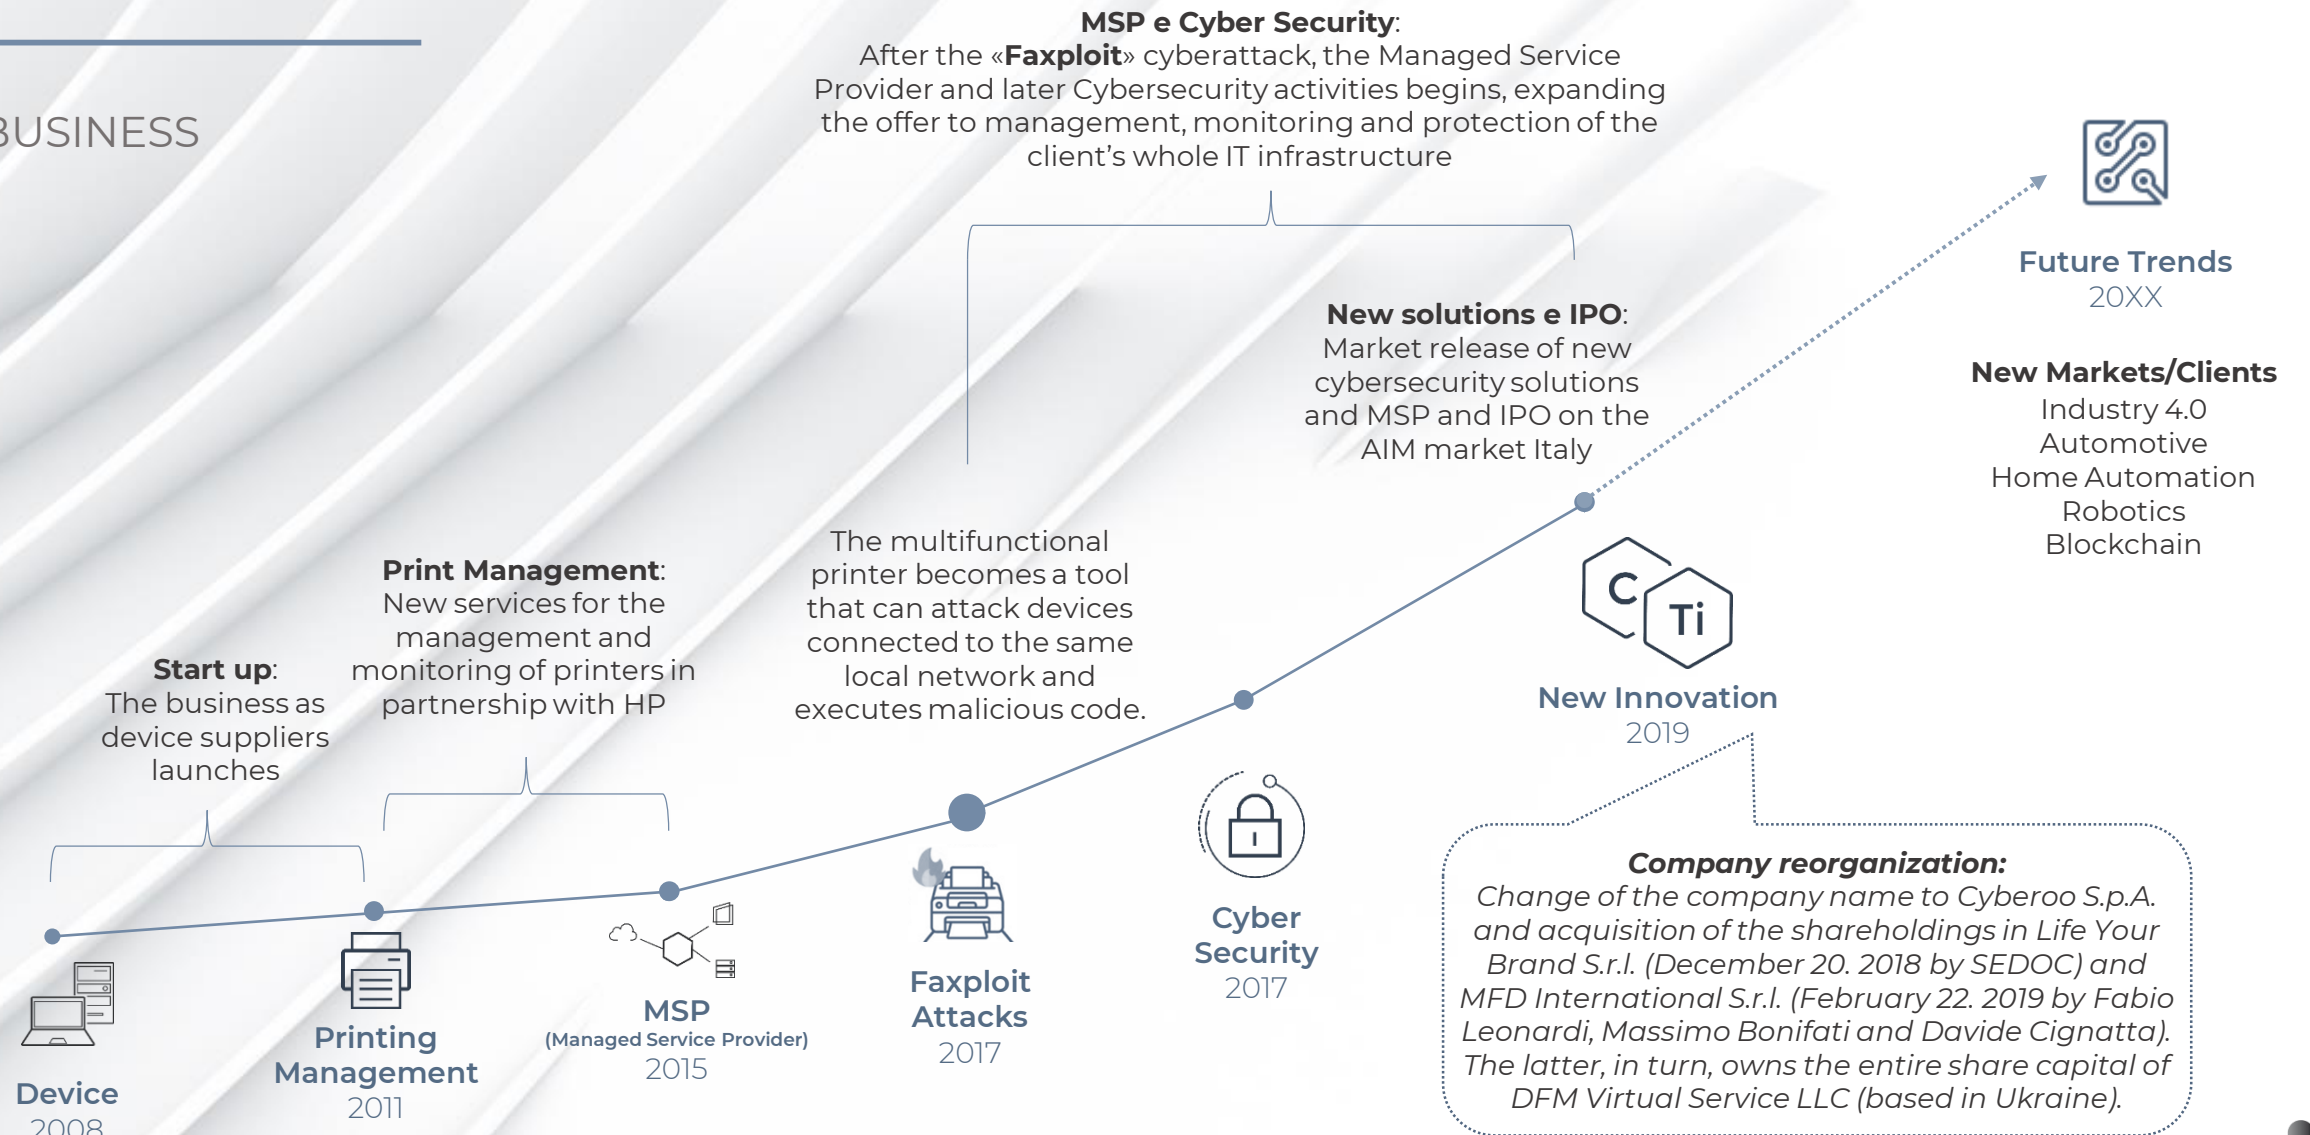 BUSINESS
MSP e Cyber Security:
After the «Faxploit» cyberattack, the Managed Service
Provider and later Cybersecurity activities begins, expanding
the offer to management, monitoring and protection of the
client's whole IT infrastructure
Future Trends
20XX
New Markets/Clients
Industry 4.0
Automotive
Home Automation
Robotics
Blockchain
New solutions e IPO:
Market release of new
cybersecurity solutions
and MSP and IPO on the
AIM market Italy
The multifunctional
printer becomes a tool
that can attack devices
connected to the same
local network and
executes malicious code.
Print Management:
New services for the
management and
monitoring of printers in
partnership with HP
Start up:
The business as
device suppliers
launches
Device
2008
Printing
Management
2011
MSP
(Managed Service Provider)
2015
Faxploit
Attacks
2017
Cyber
Security
2017
C
Ti
New Innovation
2019
Company reorganization:
Change of the company name to Cyberoo S.p.A.
and acquisition of the shareholdings in Life Your
Brand S.r.l. (December 20. 2018 by SEDOC) and
MFD International S.r.l. (February 22. 2019 by Fabio
Leonardi, Massimo Bonifati and Davide Cignatta).
The latter, in turn, owns the entire share capital of
DFM Virtual Service LLC (based in Ukraine).